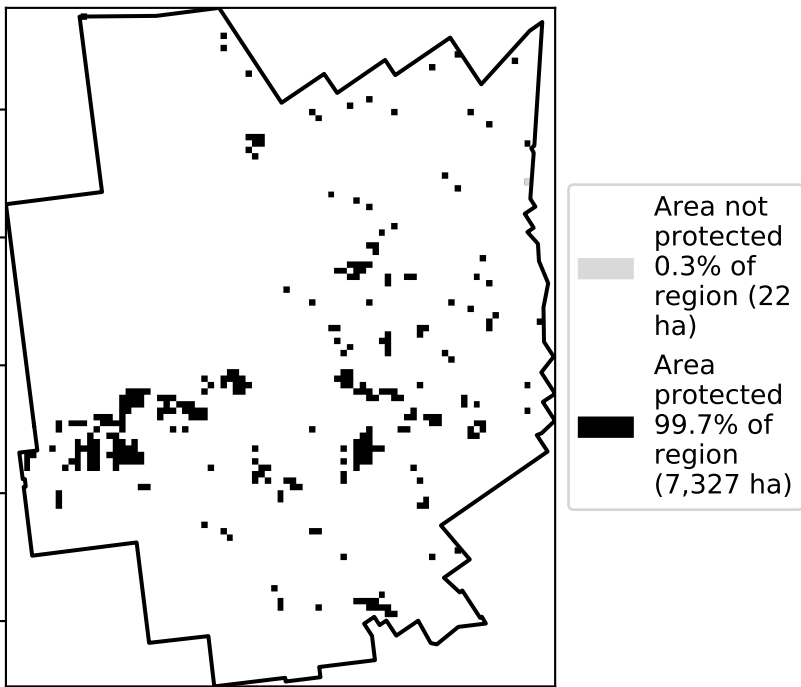 Area not
protected
0.3% of
region (22
ha)
Area
protected
99.7% of
region
(7,327 ha)